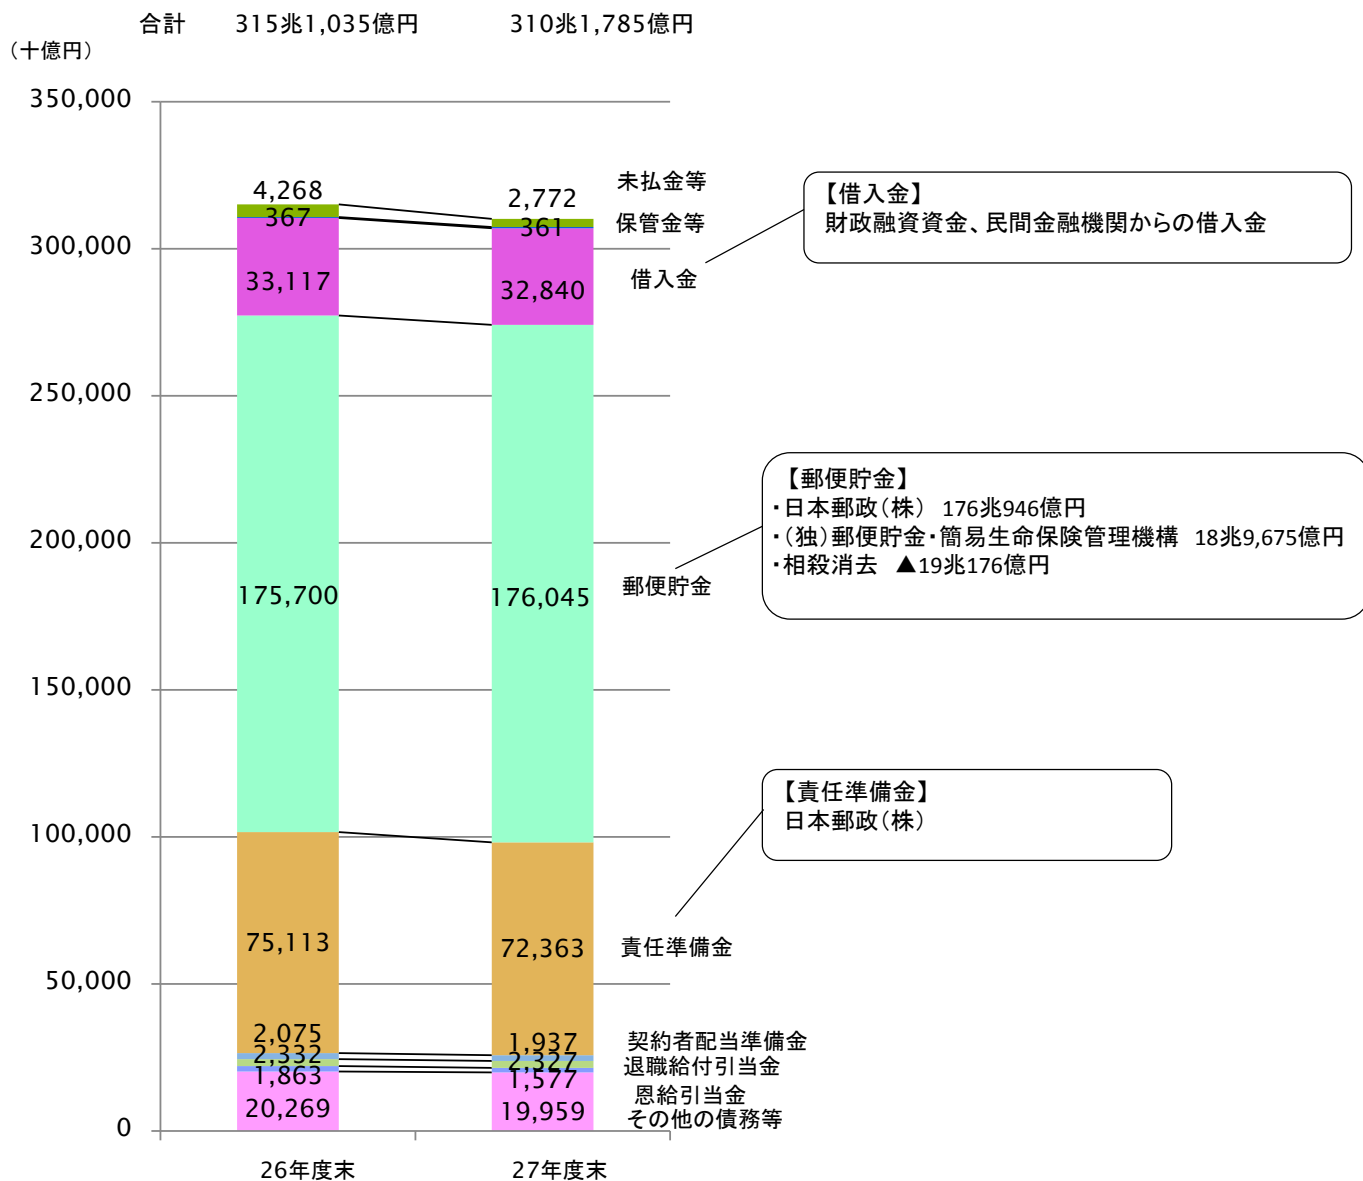 合計 315兆1,035億円 310兆1,785億円
（十億円）
350,000
300,000
250,000
200,000
150,000
100,000
50,000
0
4,268
367
33,117
175,700
75,113
2,075
2,332
1,863
20,269
2,772
361
32,840
176,045
72,363
1,937
2,327
1,577
19,959
未払金等
保管金等
借入金
郵便貯金
責任準備金
契約者配当準備金
退職給付引当金
恩給引当金
その他の債務等
【借入金】
財政融資資金、民間金融機関からの借入金
【郵便貯金】
・日本郵政（株） 176兆946億円
・（独）郵便貯金・簡易生命保険管理機構 18兆9,675億円
・相殺消去 ▲19兆176億円
【責任準備金】
日本郵政（株）
26年度末
27年度末